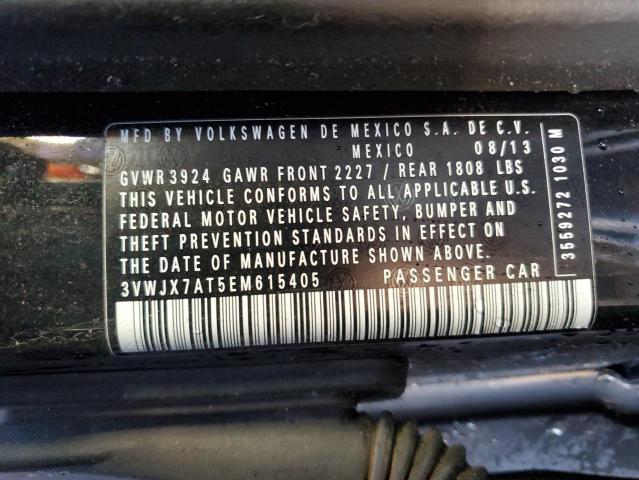 MFD BY VOLKSWAGEN DE MEXICO S.A. DE C.V.
MEXICO 08/13
GVWR 3924 GAWR FRONT 2227 / REAR 1808 LBS
THIS VEHICLE CONFORMS TO ALL APPLICABLE U.S.
FEDERAL MOTOR VEHICLE SAFETY, BUMPER AND
THEFT PREVENTION STANDARDS IN EFFECT ON
THE DATE OF MANUFACTURE SHOWN ABOVE.
3VWJX7AT5EM615405 PASSENGER CAR
3559272 1030 M